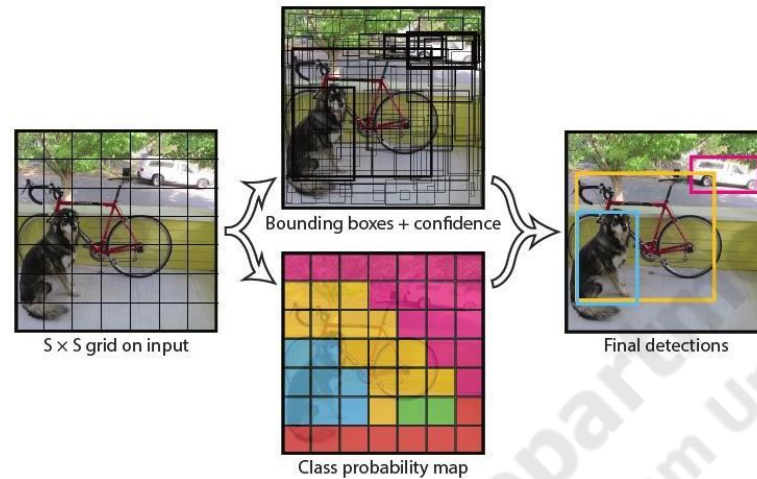 Bounding boxes + confidence
S × S grid on input
Final detections
Class probability map